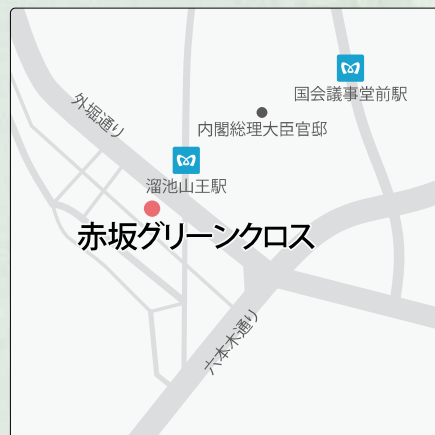 国会議事堂前駅
外堀通り
内閣総理大臣官邸
溜池山王駅
赤坂グリーンクロス
六本木通り